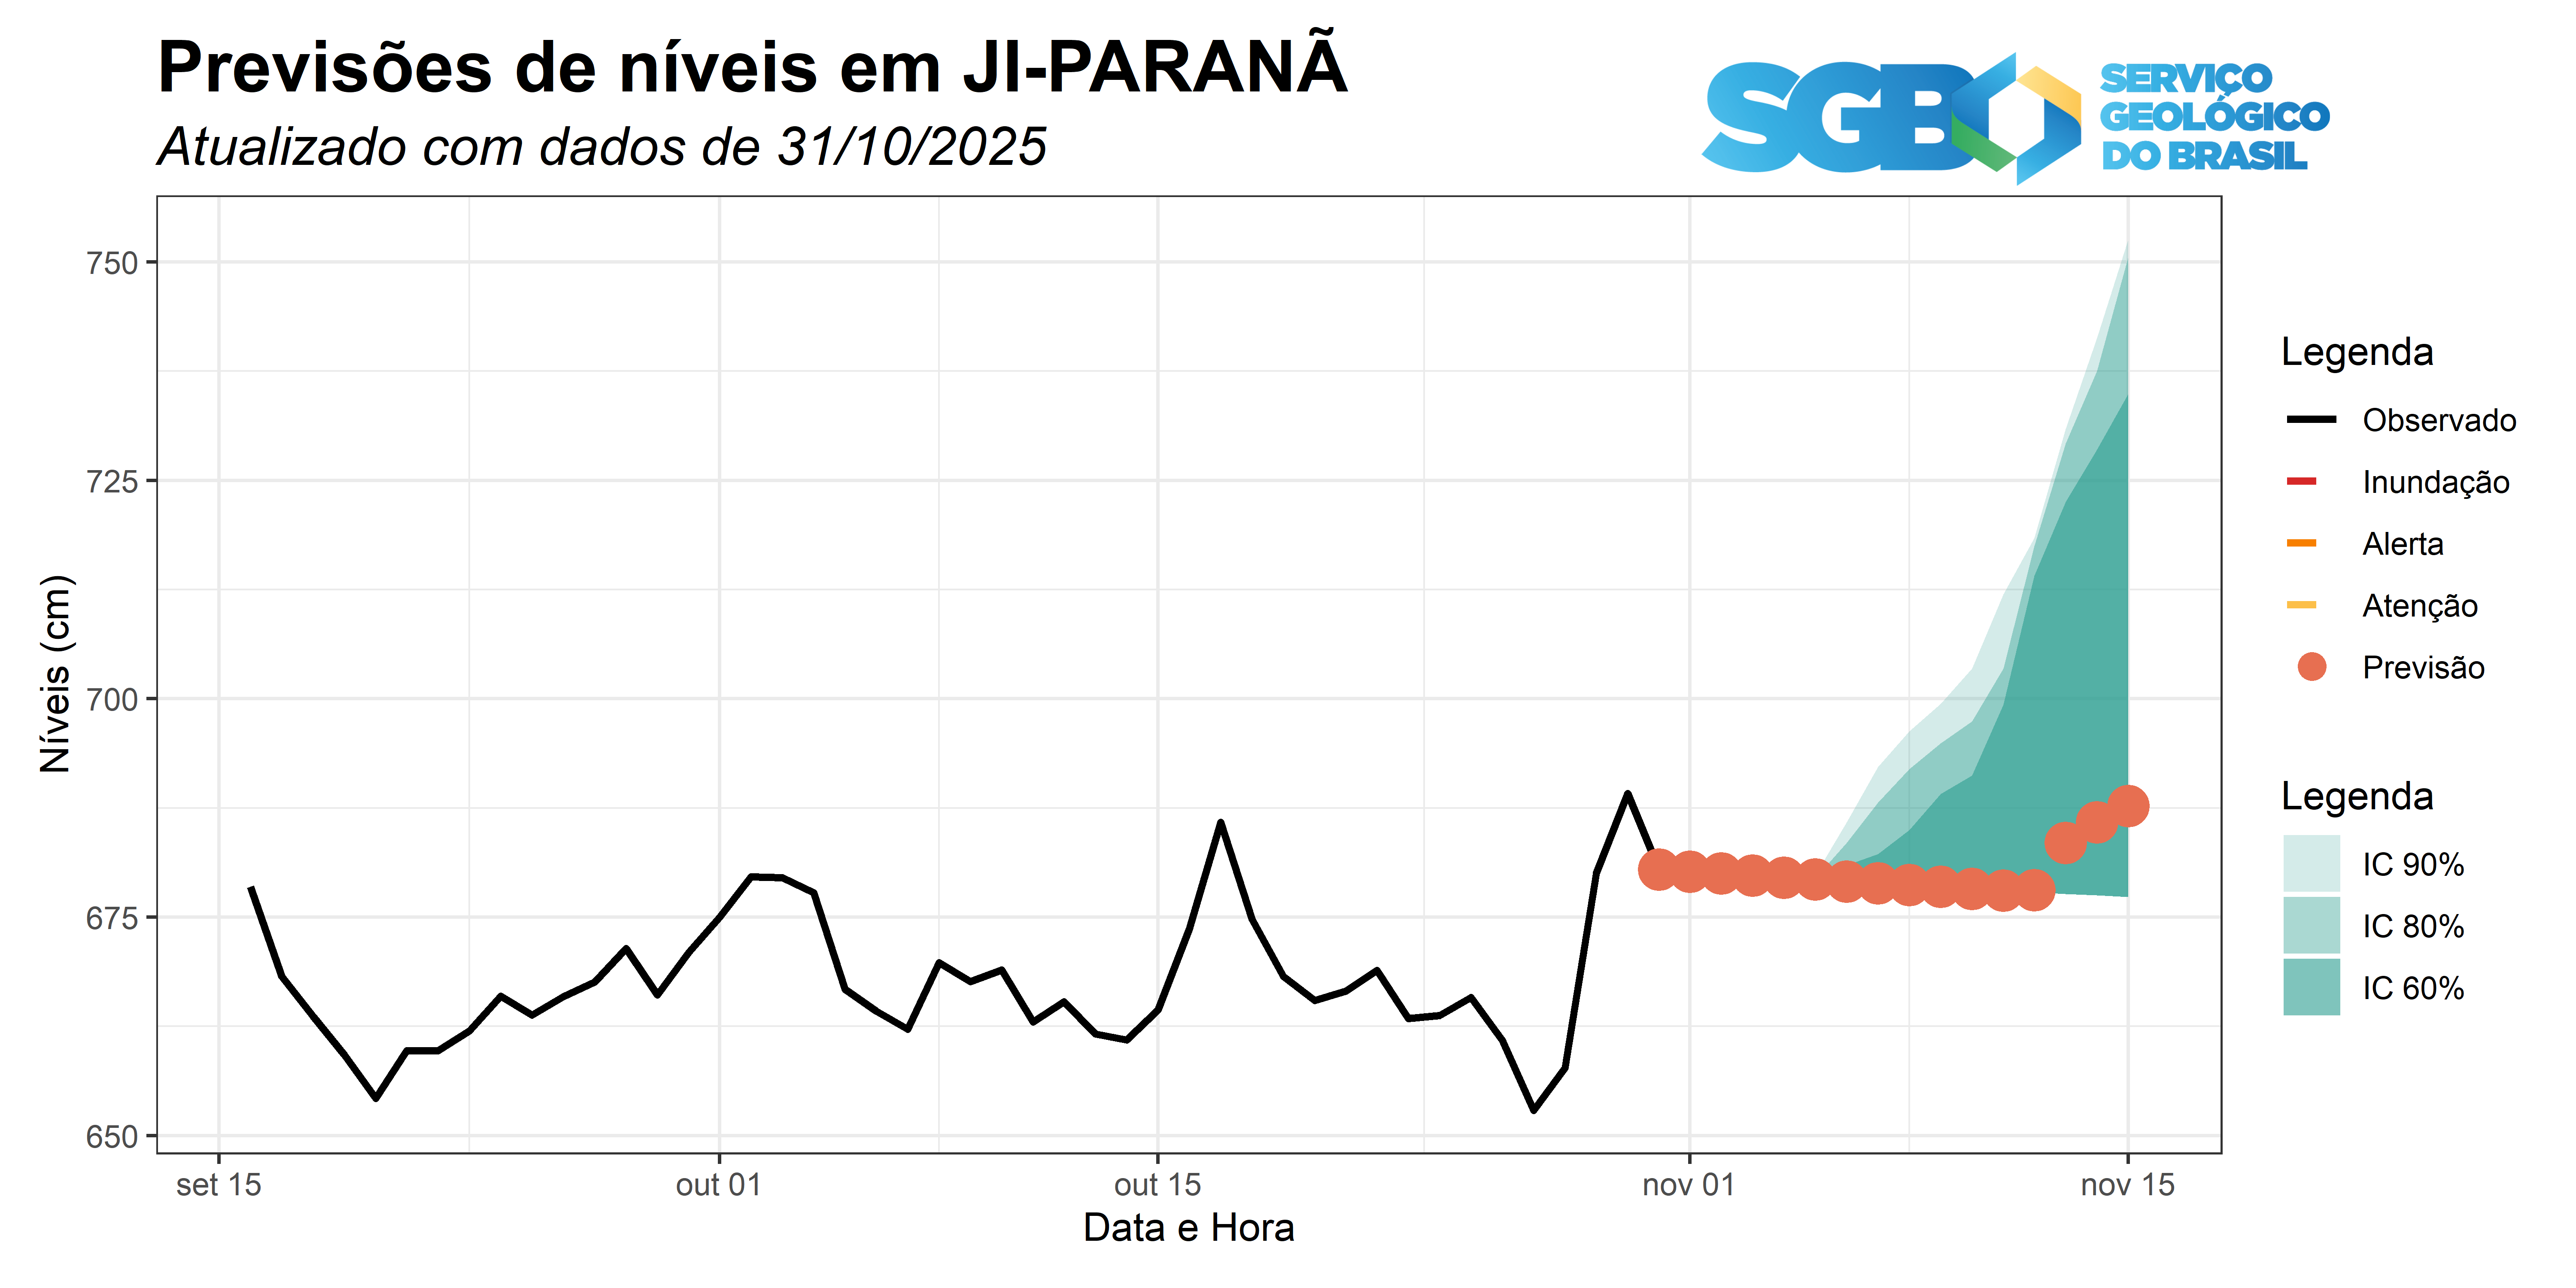 Previsões de níveis em JI-PARANÃ
Atualizado com dados de 31/10/2025
SGB
SERVIÇO
GEOLÓGICO
DO BRASIL
750
725
700
675
650
Níveis (cm)
set 15
out 01
out 15
nov 01
nov 15
Data e Hora
Legenda
Observado
Inundação
Alerta
Atenção
Previsão
Legenda
IC 90%
IC 80%
IC 60%